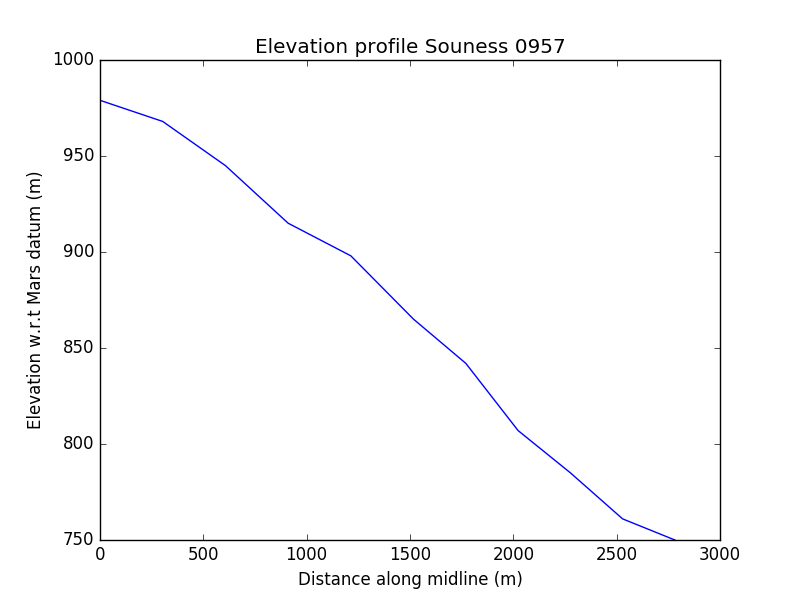 Elevation profile Souness 0957
1000
950
900
850
800
750
Elevation w.r.t Mars datum (m)
0 500 1000 1500 2000 2500 3000
Distance along midline (m)